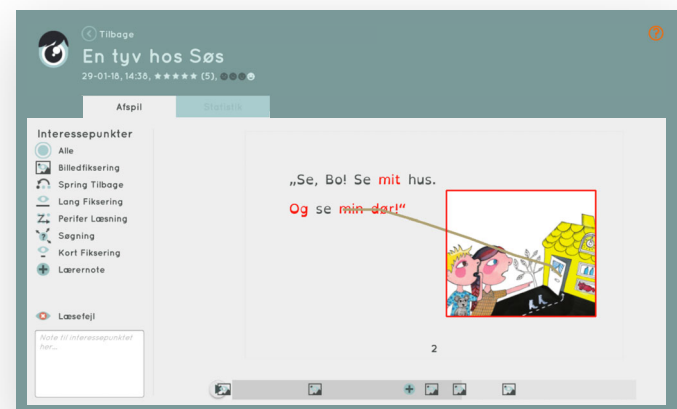 Tilbage
En tyv hos Søs
29-01-18, 14:38, ★★★★★ (5),
Afspil
Statistik
Interessepunkter
Alle
Billedfiksering
Spring Tilbage
Lang Fiksering
Perifer Læsning
Søgning
Kort Fiksering
Lærernote
Læsefejl
Note til interessepunktet
her...
„Se, Bo! Se mit hus.
Og se min dør!“
2